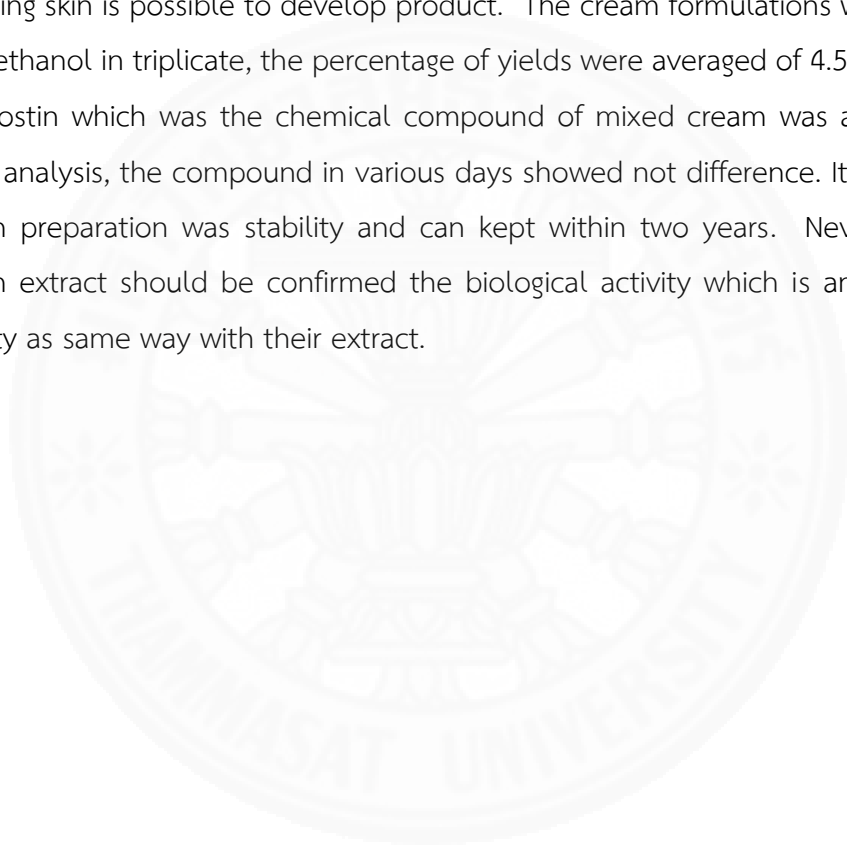 ing skin is possible to develop product. The cream formulations
ethanol in triplicate, the percentage of yields were averaged of 4.5
ostin which was the chemical compound of mixed cream was a
analysis, the compound in various days showed not difference. It
n preparation was stability and can kept within two years. Nev
n extract should be confirmed the biological activity which is an
ty as same way with their extract.
THAMMASAT UNIVERSITY